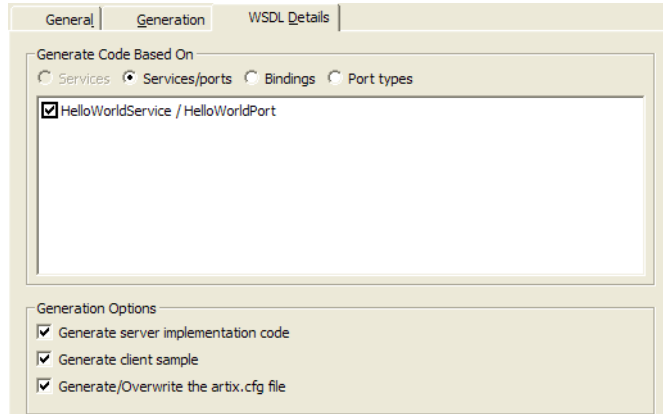 General Generation WSDL Details
Generate Code Based On
Services Services/ports Bindings Port types
HelloWorldService / HelloWorldPort
Generation Options
Generate server implementation code
Generate client sample
Generate/Overwrite the artix.cfg file